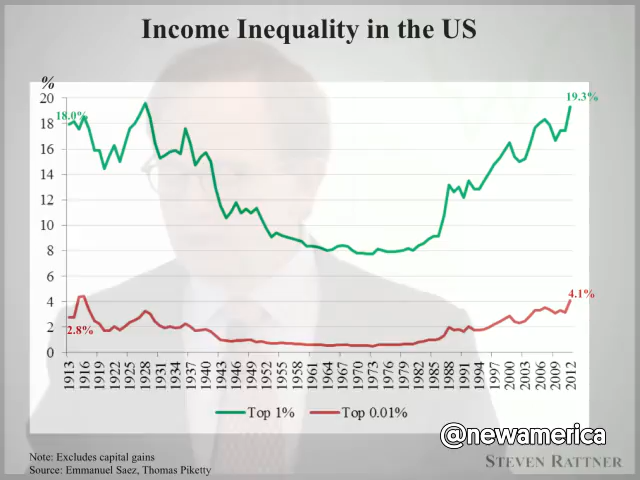 Income Inequality in the US
%
20
18
16
14
12
10
8
6
4
2
0
18.0%
19.3%
2.8%
4.1%
1913 1916 1919 1922 1925 1928 1931 1934 1937 1940 1943 1946 1949 1952 1955 1958 1961 1964 1967 1970 1973 1976 1979 1982 1985 1988 1991 1994 1997 2000 2003 2006 2009 2012
Top 1% Top 0.01%
@newamerica
Note: Excludes capital gains
Source: Emmanuel Saez, Thomas Piketty
STEVEN RATTNER